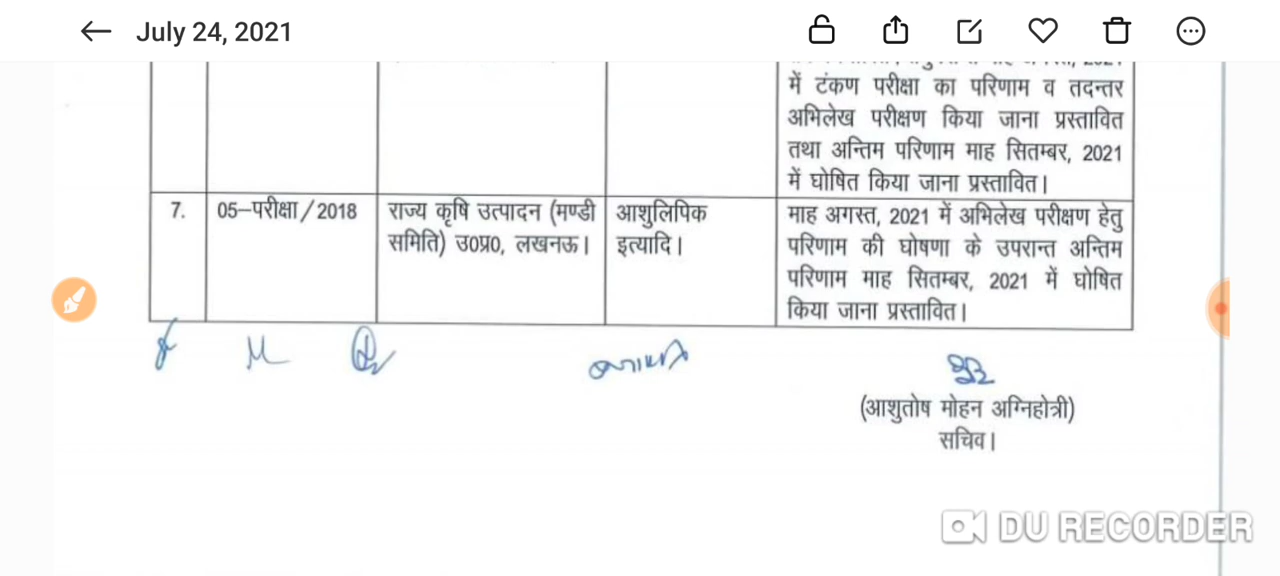 July 24, 2021
में टंकण परीक्षा का परिणाम व तदन्तर
अभिलेख परीक्षण किया जाना प्रस्तावित
तथा अन्तिम परिणाम माह सितम्बर, 2021
में घोषित किया जाना प्रस्तावित।
7. 05–परीक्षा/2018 राज्य कृषि उत्पादन (मण्डी आशुलिपिक माह अगस्त, 2021 में अभिलेख परीक्षण हेतु
समिति) उ0प्र0, लखनऊ। इत्यादि। परिणाम की घोषणा के उपरान्त अन्तिम
परिणाम माह सितम्बर, 2021 में घोषित
किया जाना प्रस्तावित।
(आशुतोष मोहन अग्निहोत्री)
सचिव।
DU RECORDER